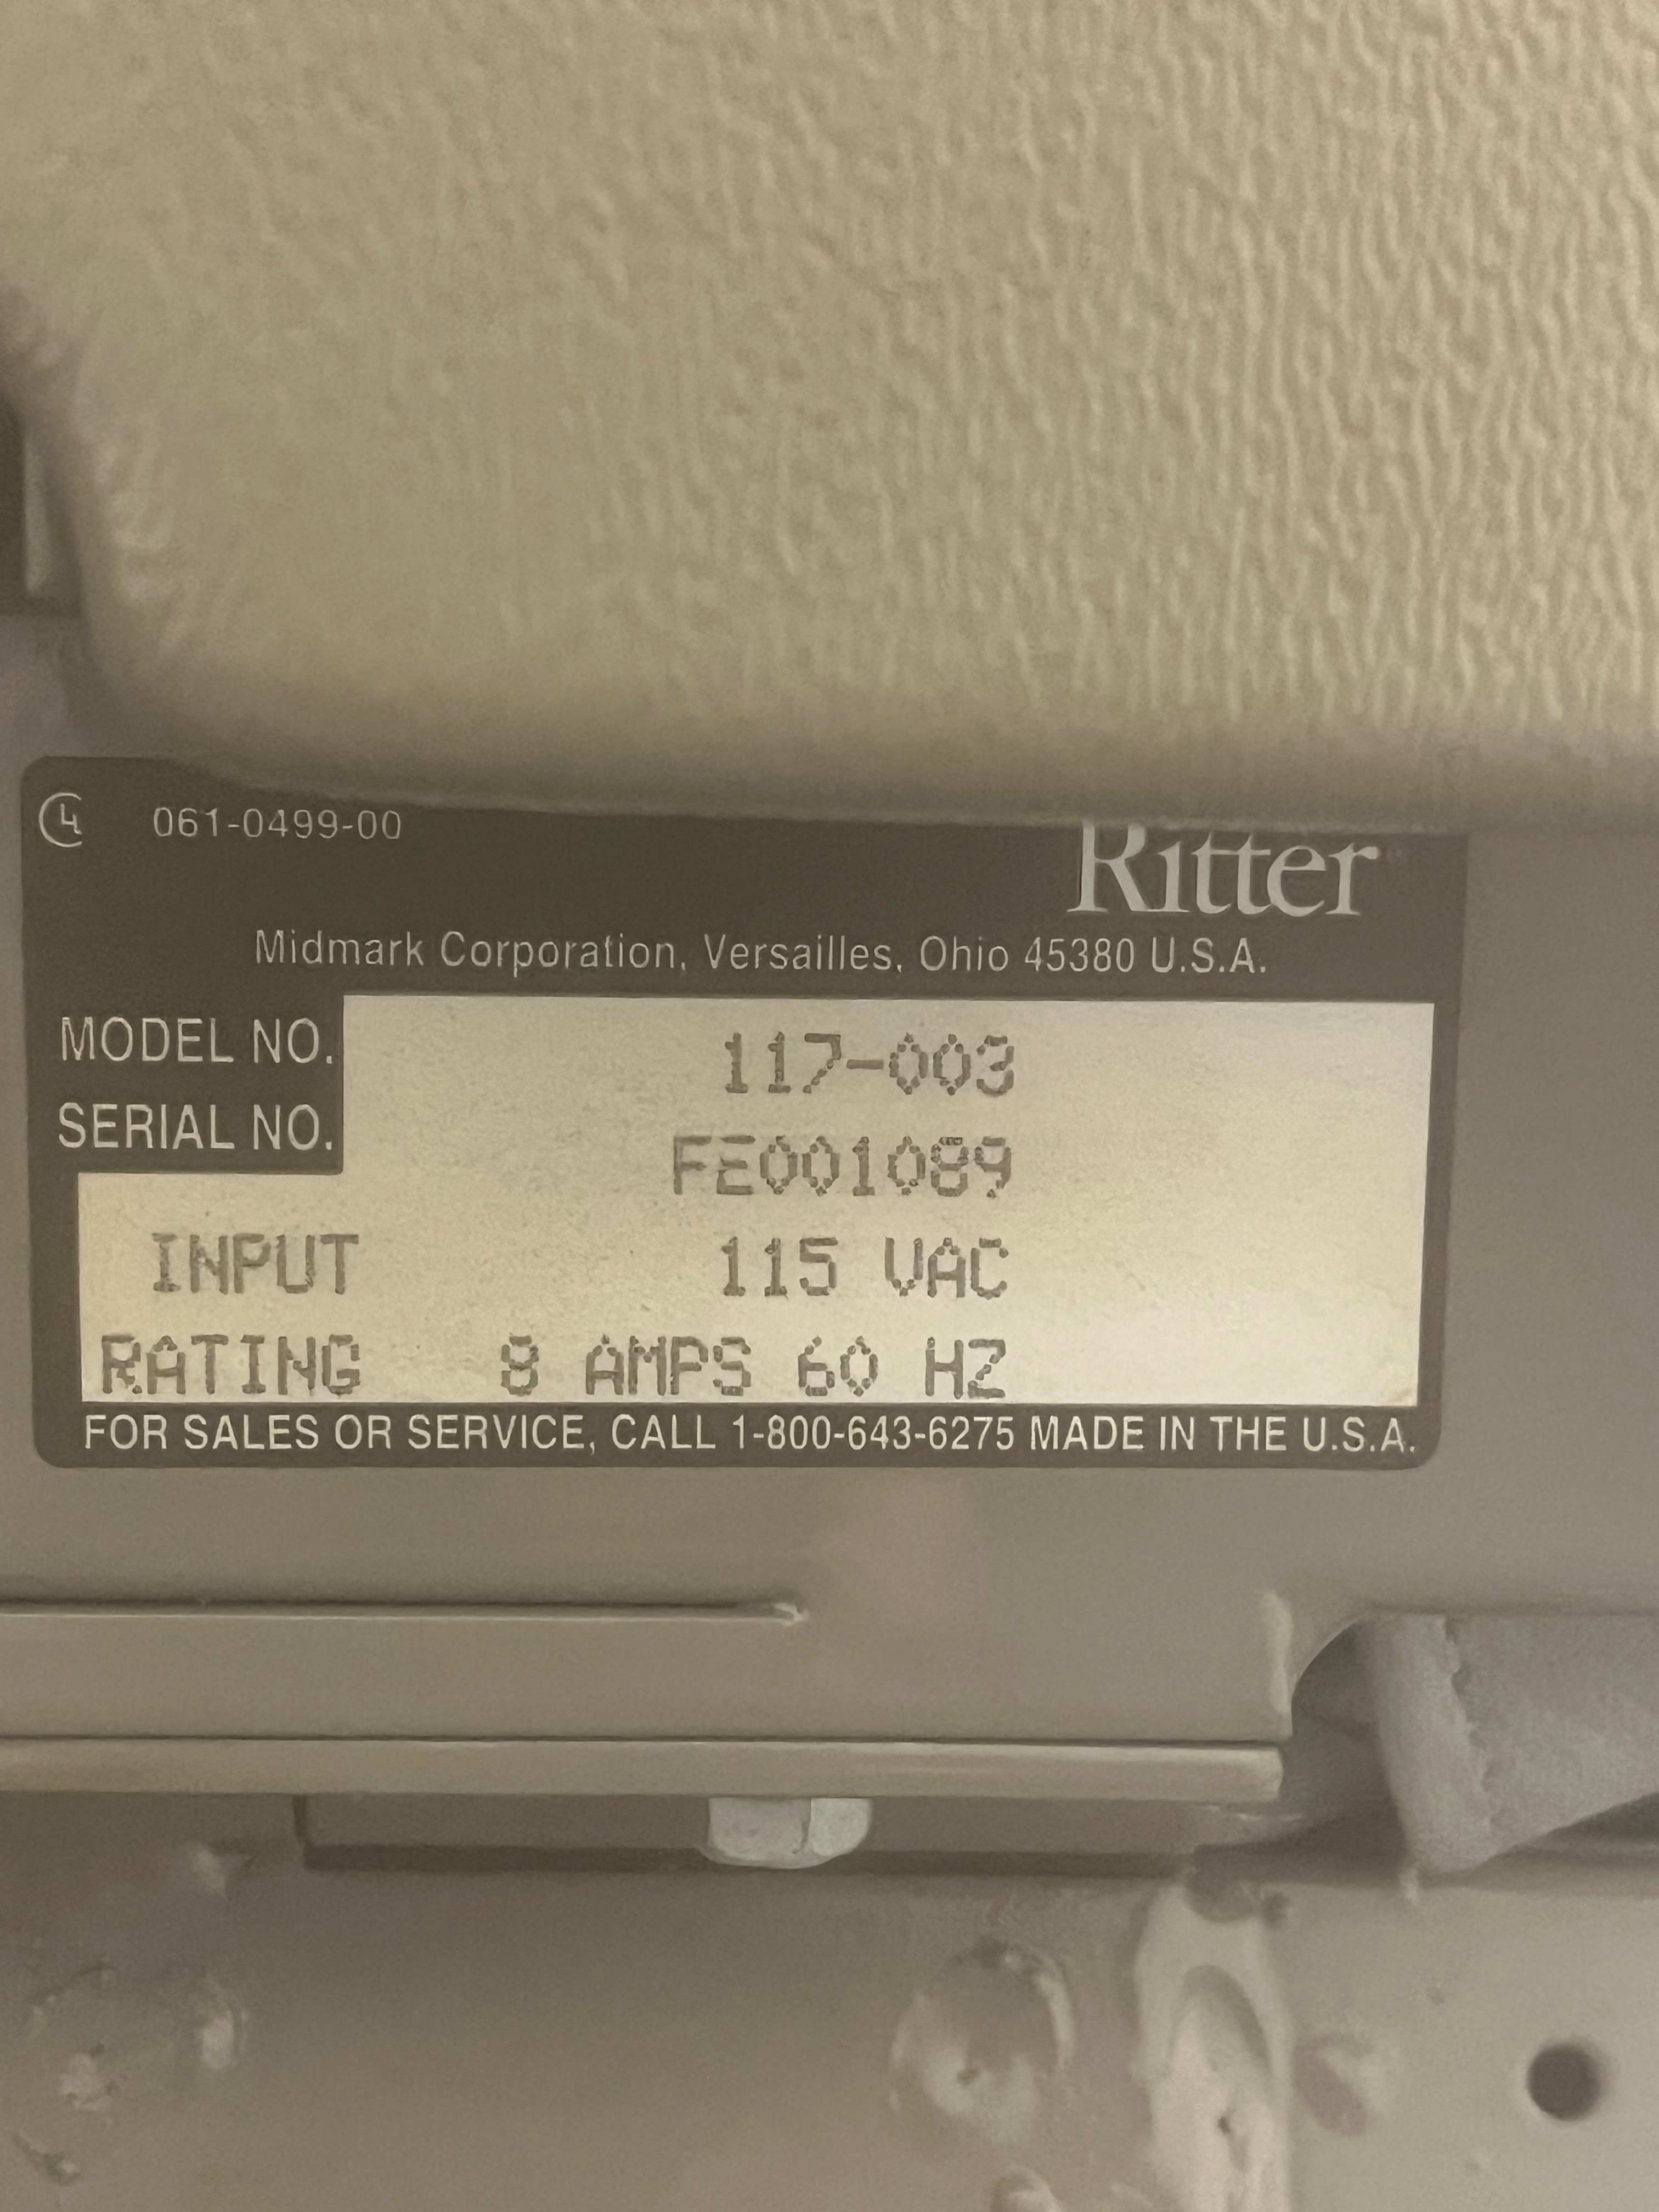 4 061-0499-00
Ritter
Midmark Corporation, Versailles, Ohio 45380 U.S.A.
MODEL NO. 117-003
SERIAL NO. FE001089
INPUT 115 VAC
RATING 8 AMPS 60 HZ
FOR SALES OR SERVICE, CALL 1-800-643-6275 MADE IN THE U.S.A.